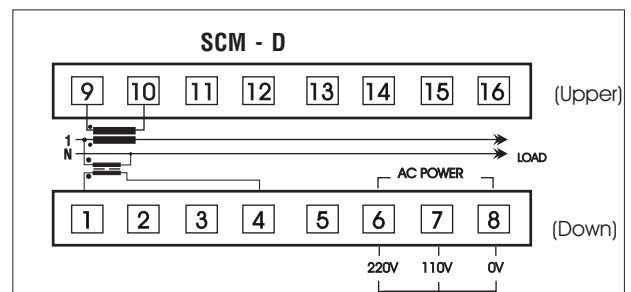 SCM - D
9 10 11 12 13 14 15 16 (Upper)
1
N
LOAD
AC POWER
1 2 3 4 5 6 7 8 (Down)
220V 110V 0V